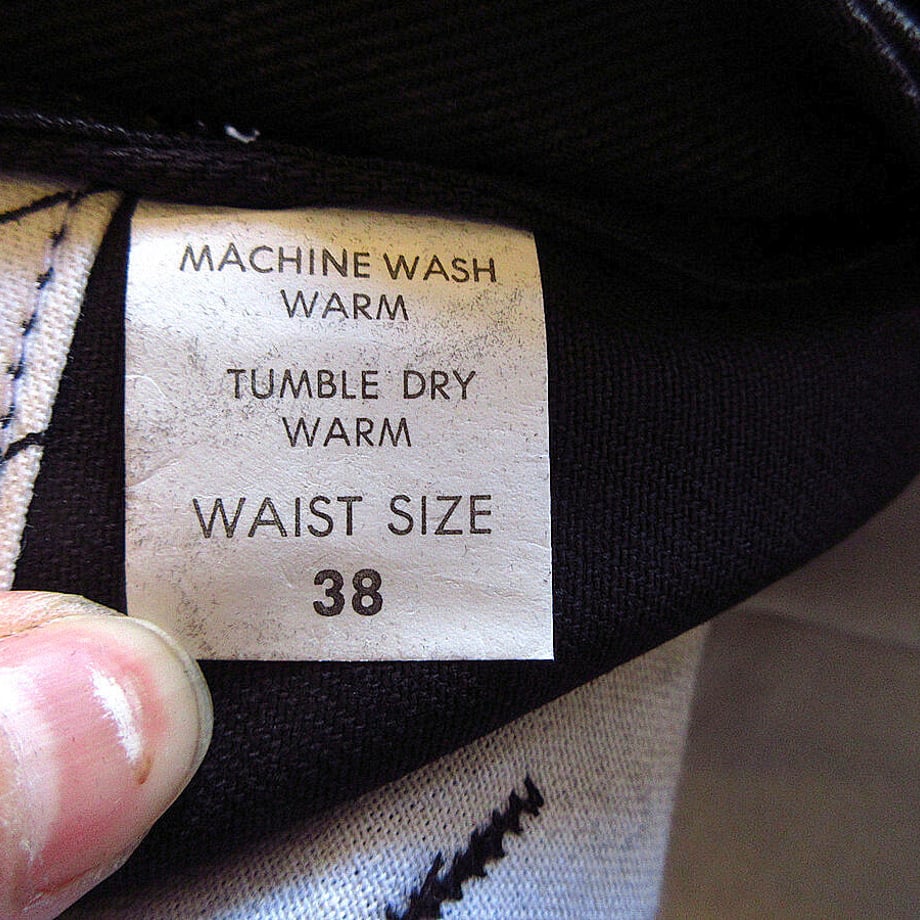 MACHINE WASH
WARM
TUMBLE DRY
WARM
WAIST SIZE
38